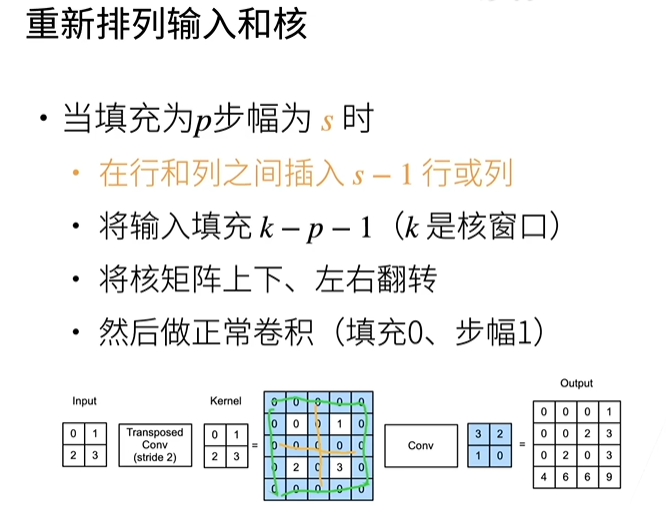 重新排列输入和核
• 当填充为p步幅为 s 时
• 在行和列之间插入 s − 1 行或列
• 将输入填充 k − p − 1（k 是核窗口）
• 将核矩阵上下、左右翻转
• 然后做正常卷积（填充0、步幅1）
Output
Input
Kernel
0 1
2 3
Transposed
Conv
(stride 2)
0 1
2 3
=
0 0 0 0 0
0 0 0 1 0
0 0 0 0 0
0 2 0 3 0
0 0 0 0 0
Conv
3 2
1 0
=
0 0 0 1
0 0 2 3
0 2 0 3
4 6 6 9